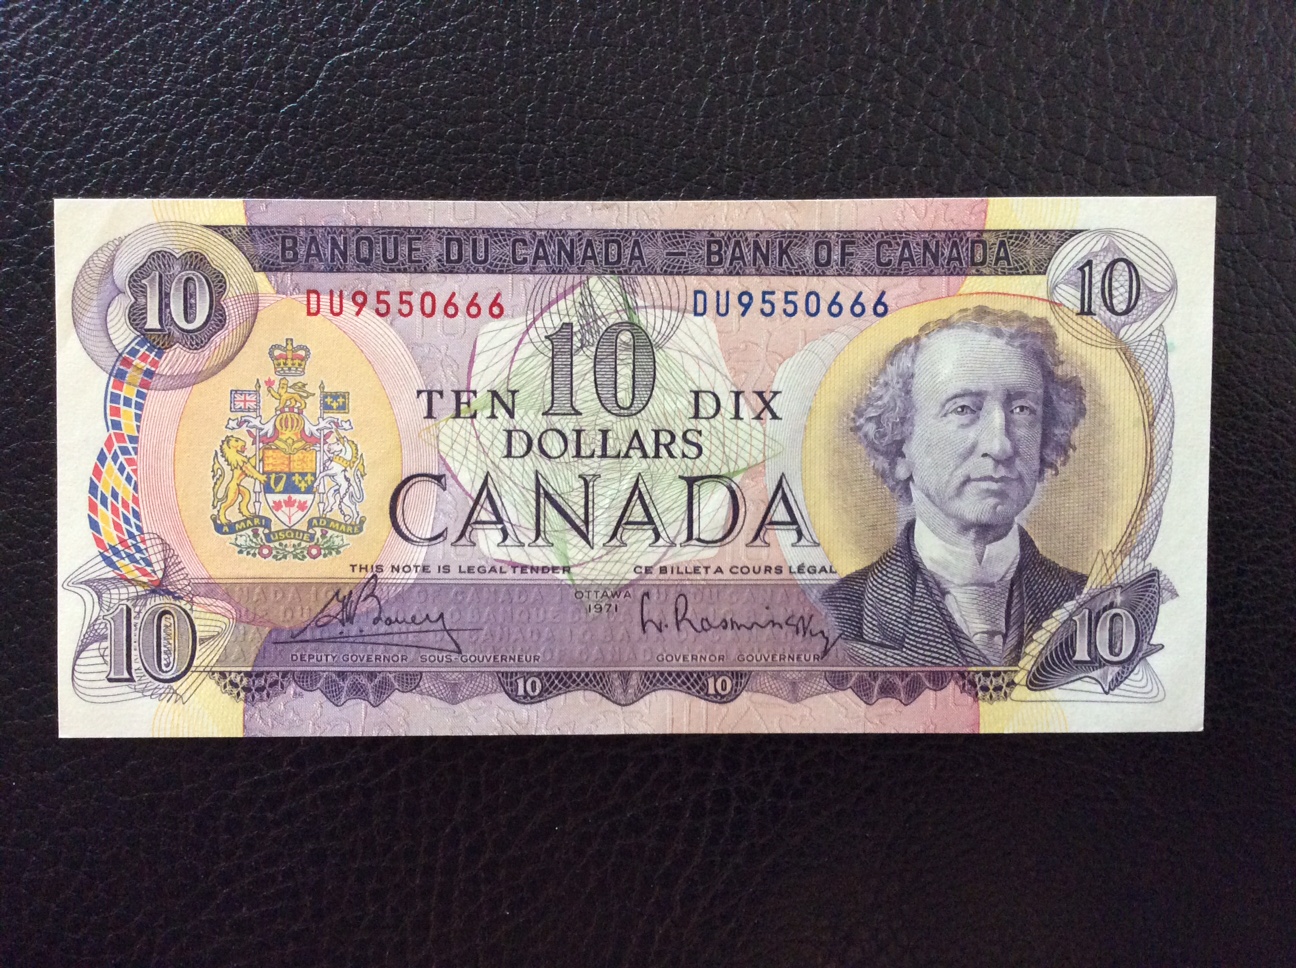 BANQUE DU CANADA — BANK OF CANADA
10 10
DU9550666 DU9550666
10
TEN DIX
DOLLARS
CANADA
A MARI USQUE AD MARE
THIS NOTE IS LEGAL TENDER CE BILLET A COURS LÉGAL
OTTAWA
1971
G.K. Bouey L. Rasminsky
DEPUTY GOVERNOR SOUS-GOUVERNEUR GOVERNOR GOUVERNEUR
10 10
10 10